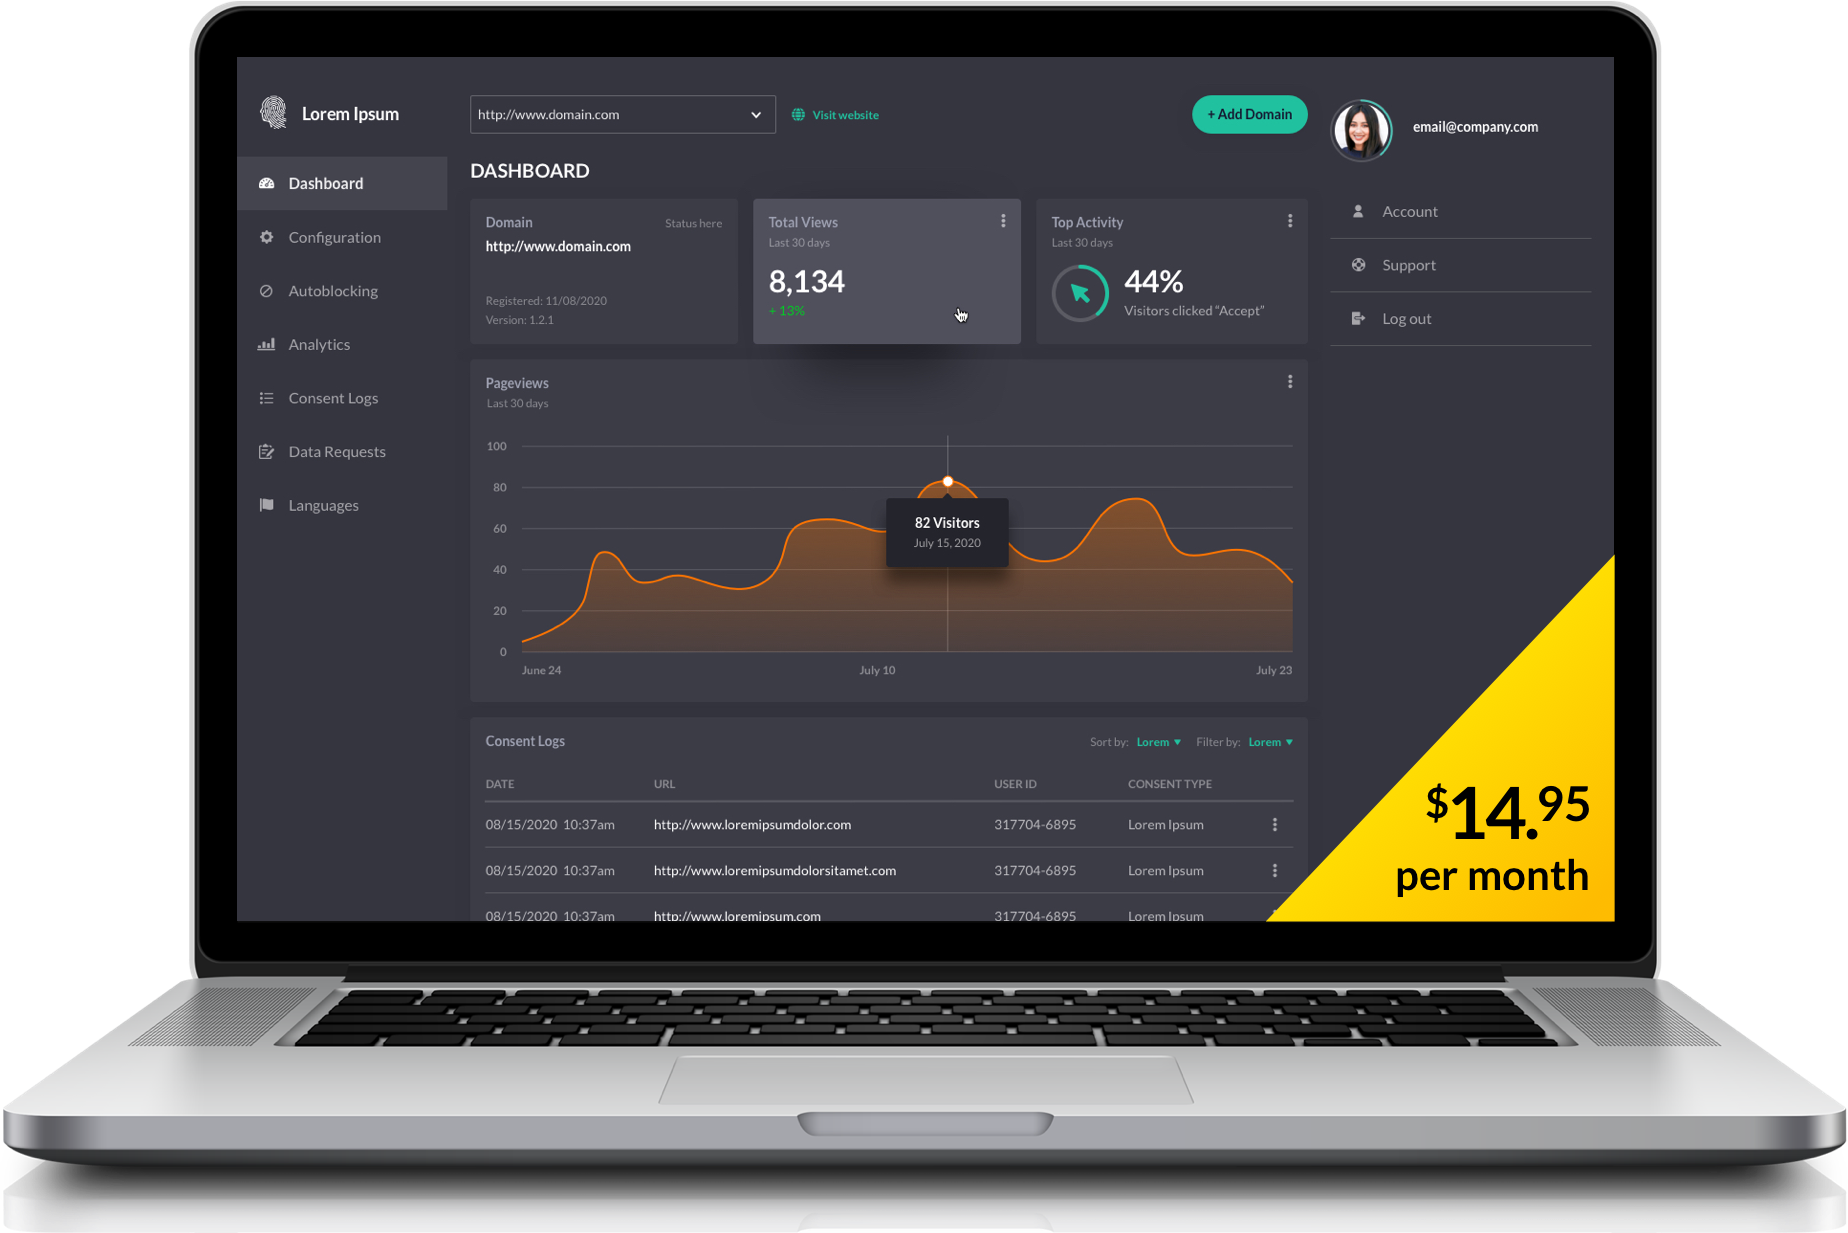 Lorem Ipsum
http://www.domain.com
Visit website
+ Add Domain
email@company.com
Dashboard
Configuration
Autoblocking
Analytics
Consent Logs
Data Requests
Languages
DASHBOARD
Domain
Status here
http://www.domain.com
Registered: 11/08/2020
Version: 1.2.1
Total Views
Last 30 days
8,134
+ 13%
Top Activity
Last 30 days
44%
Visitors clicked “Accept”
Account
Support
Log out
Pageviews
Last 30 days
100
80
60
40
20
0
82 Visitors
July 15, 2020
June 24
July 10
July 23
Consent Logs
Sort by: Lorem
Filter by: Lorem
DATE URL USER ID CONSENT TYPE
08/15/2020 10:37am http://www.loremipsumdolor.com 317704-6895 Lorem Ipsum
08/15/2020 10:37am http://www.loremipsumdolorsitamet.com 317704-6895 Lorem Ipsum
08/15/2020 10:37am http://www.loremipsum.com 317704-6895 Lorem Ipsum
$14.95
per month